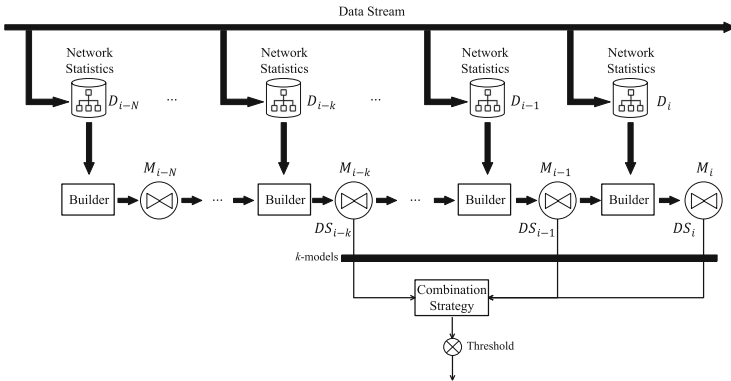 Data Stream
Network Statistics
Network Statistics
Network Statistics
Network Statistics
D_{i-N}
...
D_{i-k}
...
D_{i-1}
D_i
M_{i-N}
M_{i-k}
M_{i-1}
M_i
Builder
...
Builder
...
Builder
Builder
DS_{i-k}
DS_{i-1}
DS_i
k-models
Combination
Strategy
Threshold